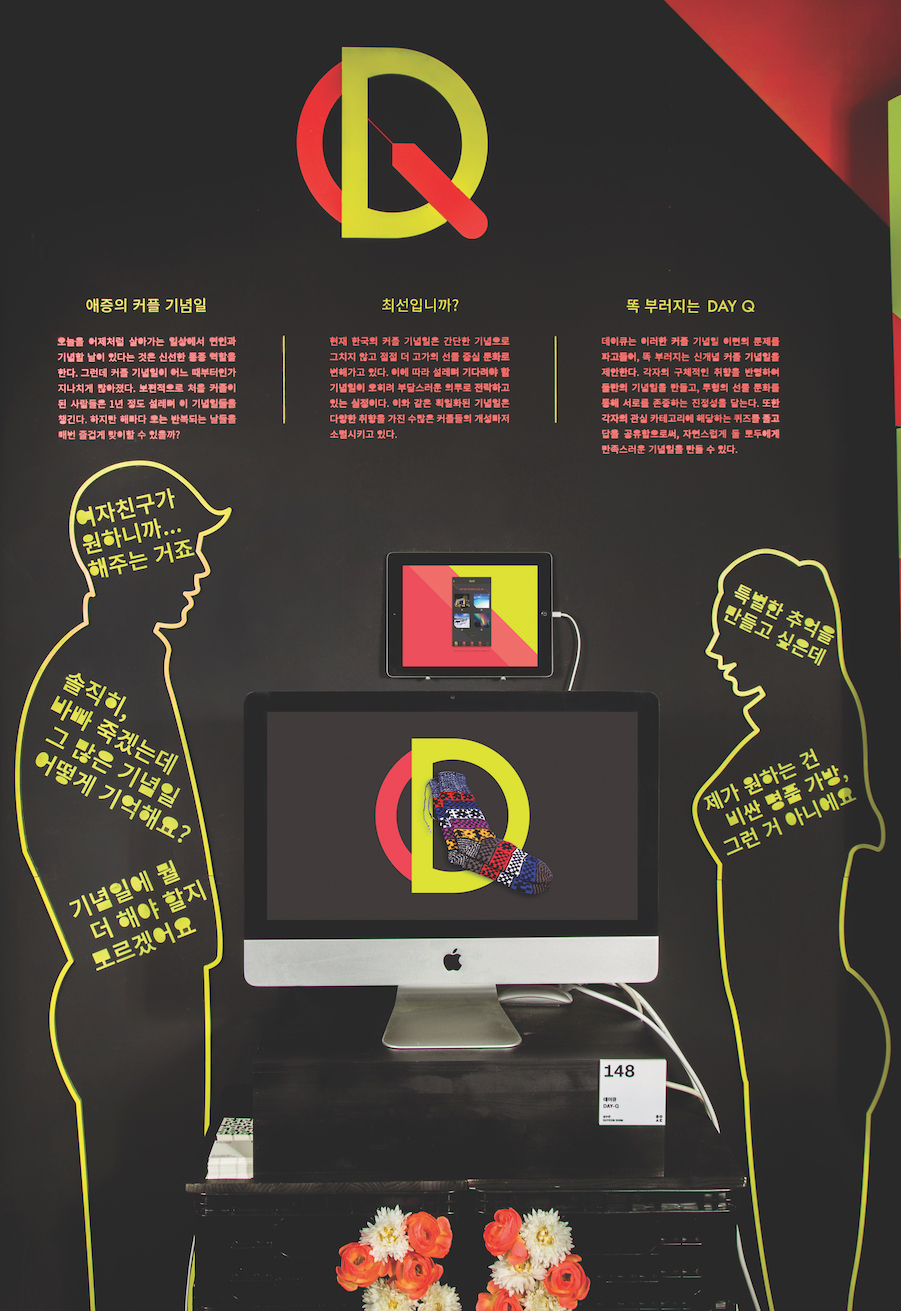 애증의 커플 기념일
오늘을 어제처럼 살아가는 일상에서 연인과
기념할 날이 있다는 것은 신선한 통풍 역할을
한다. 그런데 커플 기념일이 어느 때부터인가
지나치게 많아졌다. 보편적으로 처음 커플이
된 사람들은 1년 정도 설레며 이 기념일들을
챙긴다. 하지만 해마다 또는 반복되는 날들을
매번 즐겁게 맞이할 수 있을까?
최선입니까?
현재 한국의 커플 기념일은 간단한 기념으로
그치지 않고 점점 더 고가의 선물 중심 문화로
변해가고 있다. 이에 따라 설레며 기다려야 할
기념일이 오히려 부담스러운 의무로 전락하고
있는 실정이다. 이와 같은 획일화된 기념일은
다양한 취향을 가진 수많은 커플들의 개성마저
소멸시키고 있다.
똑 부러지는 DAY Q
데이큐는 이러한 커플 기념일 이면의 문제를
파고들어, 똑 부러지는 신개념 커플 기념일을
제안한다. 각자의 구체적인 취향을 반영하여
둘만의 기념일을 만들고, 투명의 선물 문화를
통해 서로를 존중하는 진정성을 담는다. 또한
각자의 관심 카테고리에 해당하는 퀴즈를 풀고
답을 공유함으로써, 자연스럽게 둘 모두에게
만족스러운 기념일을 만들 수 있다.
여자친구가
원하니까...
해주는 거죠
솔직히,
바빠 죽겠는데
그 많은 기념일
어떻게 기억해요?
기념일에 뭘
더 해야 할지
모르겠어요
특별한 추억을
만들고 싶은데
제가 원하는 건
비싼 명품 가방,
그런 거 아니에요
148
데이큐
DAY-Q